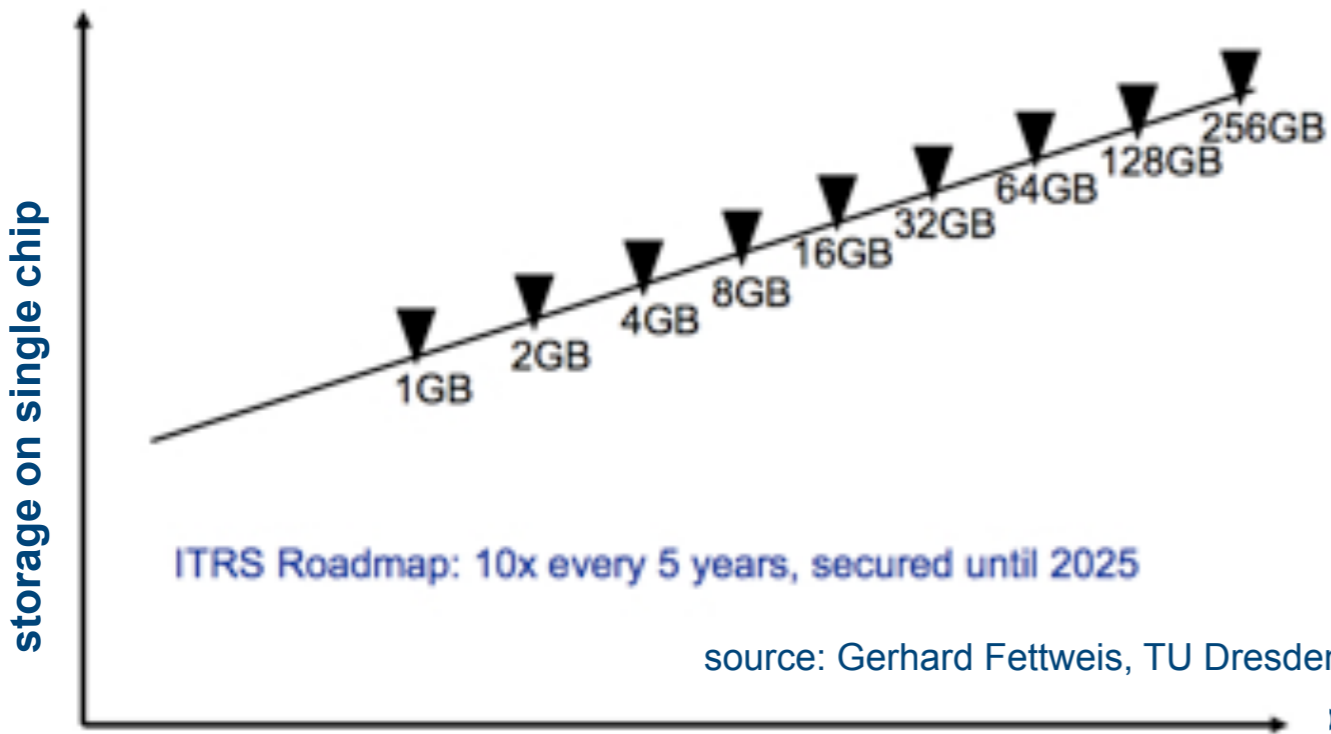 storage on single chip
256GB
128GB
64GB
32GB
16GB
8GB
4GB
2GB
1GB
ITRS Roadmap: 10x every 5 years, secured until 2025
source: Gerhard Fettweis, TU Dresden